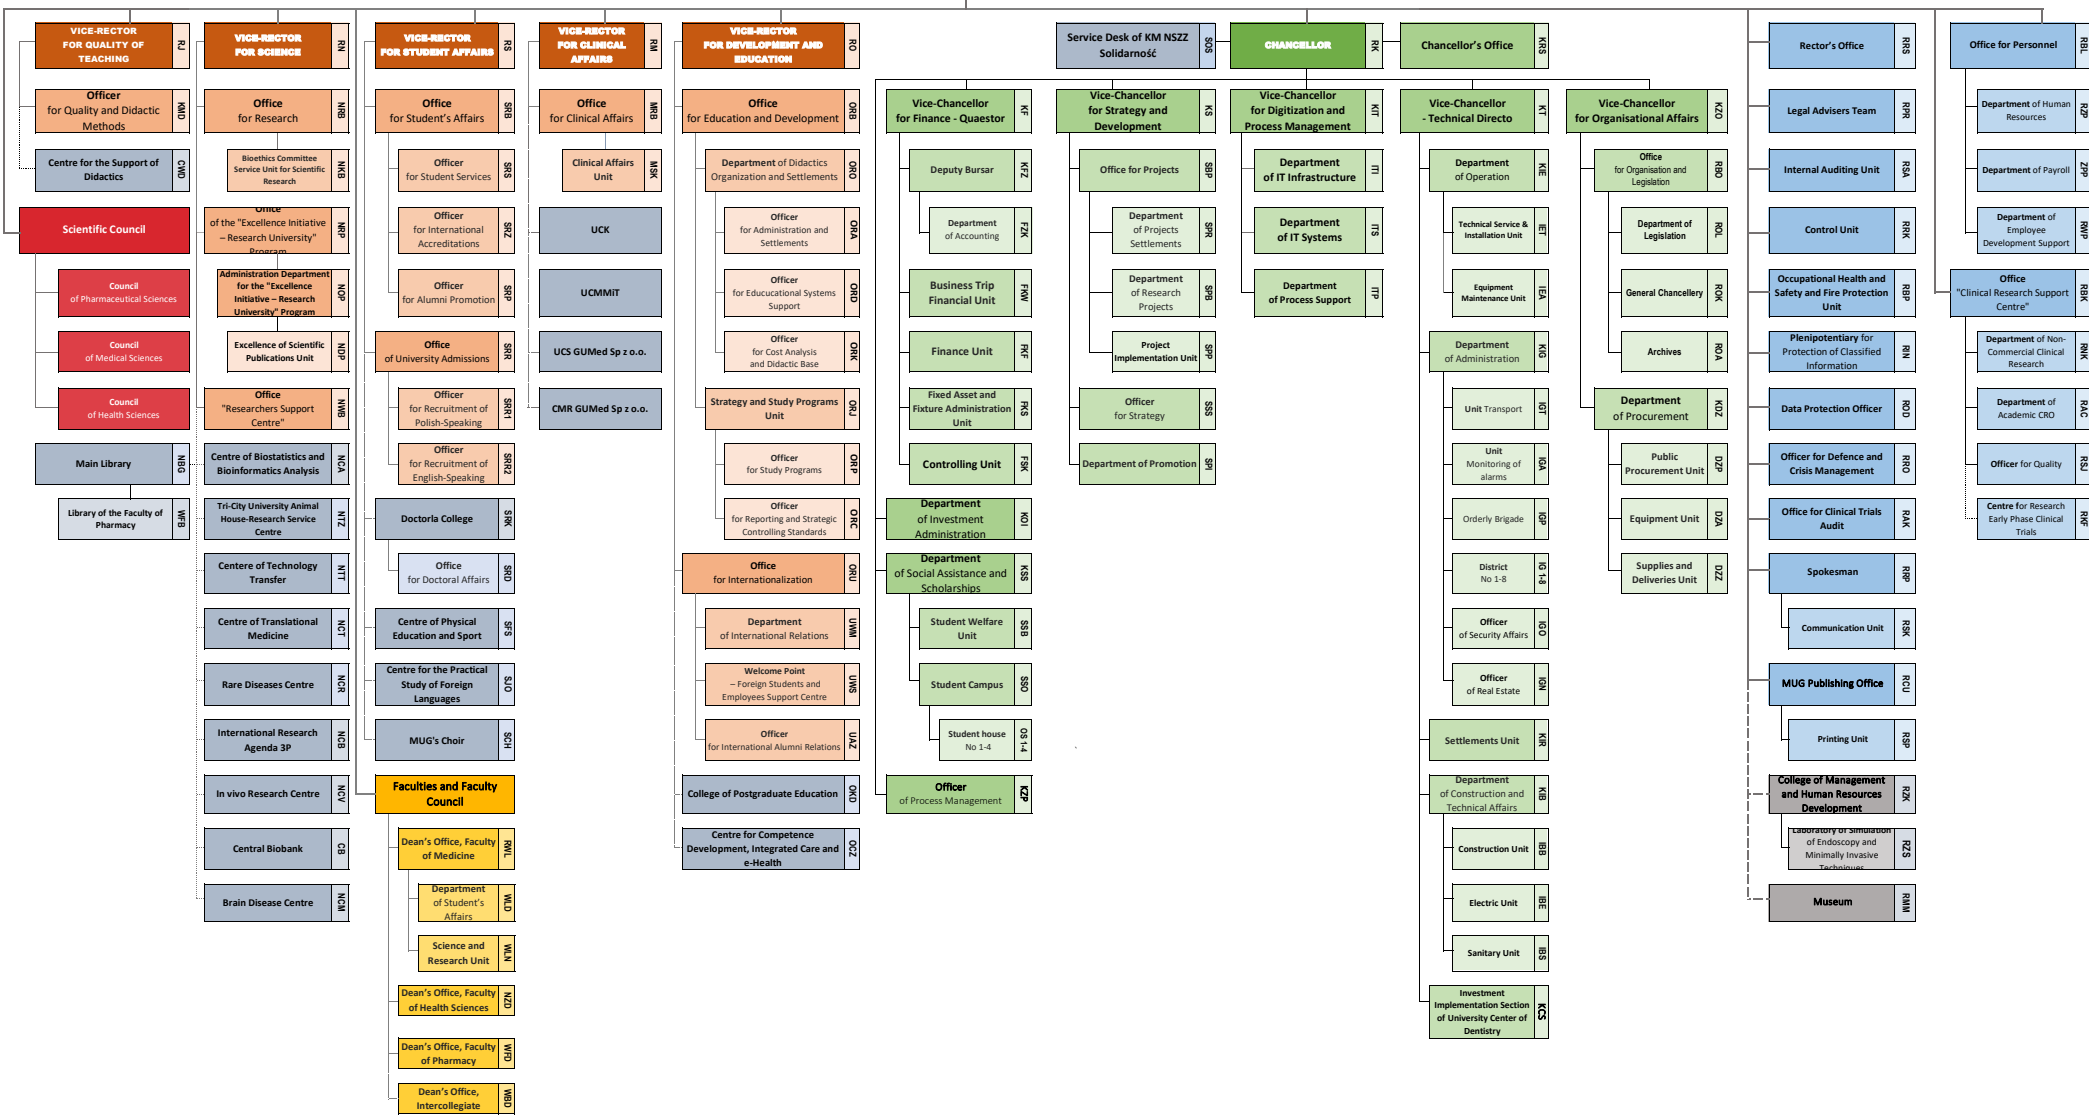 VICE-RECTOR
FOR QUALITY OF
TEACHING
RJ
Officer
for Quality and Didactic
Methods
KMD
Centre for the Support of
Didactics
CWD
Scientific Council
Council
of Pharmaceutical Sciences
Council
of Medical Sciences
Council
of Health Sciences
Main Library
NBG
Library of the Faculty of
Pharmacy
WFB
VICE-RECTOR
FOR SCIENCE
RN
Office
for Research
NRB
Bioethics Committee
Service Unit for Scientific
Research
NKB
Office
of the "Excellence Initiative
– Research University"
Program
NRP
Administration Department
for the "Excellence
Initiative – Research
University" Program
NOP
Excellence of Scientific
Publications Unit
NDP
Office
"Researchers Support
Centre"
NWB
Centre of Biostatistics and
Bioinformatics Analysis
NCA
Tri-City University Animal
House-Research Service
Centre
NTZ
Centere of Technology
Transfer
NTT
Centre of Translational
Medicine
NCT
Rare Diseases Centre
NCR
International Research
Agenda 3P
NCB
In vivo Research Centre
NCV
Central Biobank
CB
Brain Disease Centre
NCM
VICE-RECTOR
FOR STUDENT AFFAIRS
RS
Office
for Student's Affairs
SRB
Officer
for Student Services
SRS
Officer
for International
Accreditations
SRZ
Officer
for Alumni Promotion
SRP
Office
of University Admissions
SRR
Officer
for Recruitment of
Polish-Speaking
SRR1
Officer
for Recruitment of
English-Speaking
SRR2
Doctorla College
SRK
Office
for Doctoral Affairs
SRD
Centre of Physical
Education and Sport
SFS
Centre for the Practical
Study of Foreign
Languages
SJO
MUG's Choir
SCH
Faculties and Faculty
Council
Dean's Office, Faculty
of Medicine
RWL
Department
of Student's
Affairs
WLD
Science and
Research Unit
WLN
Dean's Office, Faculty
of Health Sciences
NZD
Dean's Office, Faculty
of Pharmacy
WFD
Dean's Office,
Intercollegiate
WBD
VICE-RECTOR
FOR CLINICAL
AFFAIRS
RM
Office
for Clinical Affairs
MRB
Clinical Affairs
Unit
MSK
UCK
UCMMiT
UCS GUMed Sp z o.o.
CMR GUMed Sp z o.o.
VICE-RECTOR
FOR DEVELOPMENT AND
EDUCATION
RO
Office
for Education and Development
ORB
Department of Didactics
Organization and Settlements
ORO
Officer
for Administration and
Settlements
ORA
Officer
for Educucational Systems
Support
ORD
Officer
for Cost Analysis
and Didactic Base
ORK
Strategy and Study Programs
Unit
ORJ
Officer
for Study Programs
ORP
Officer
for Reporting and Strategic
Controlling Standards
ORC
Office
for Internationalization
ORU
Department
of International Relations
UWM
Welcome Point
– Foreign Students and
Employees Support Centre
UWS
Officer
for International Alumni Relations
UAZ
College of Postgraduate Education
OKD
Centre for Competence
Development, Integrated Care and
e-Health
OCZ
Service Desk of KM NSZZ
Solidarność
SOS
CHANCELLOR
RK
Chancellor's Office
KRS
Vice-Chancellor
for Finance - Quaestor
KF
Deputy Bursar
KFZ
Department
of Accounting
FZK
Business Trip
Financial Unit
FKW
Finance Unit
FKF
Fixed Asset and
Fixture Administration
Unit
FKS
Controlling Unit
FSK
Department
of Investment
Administration
KOI
Department
of Social Assistance and
Scholarships
KSS
Student Welfare
Unit
SSB
Student Campus
SSO
Student house
No 1-4
OS 1-4
Officer
of Process Management
KZP
Vice-Chancellor
for Strategy and
Development
KS
Office for Projects
SBP
Department
of Projects
Settlements
SPR
Department
of Research
Projects
SPB
Project
Implementation Unit
SPP
Officer
for Strategy
SSS
Department of Promotion
SPI
Vice-Chancellor
for Digitization and
Process Management
KIT
Department
of IT Infrastructure
ITI
Department
of IT Systems
ITS
Department
of Process Support
ITP
Vice-Chancellor
- Technical Directo
KT
Department
of Operation
KIE
Technical Service &
Installation Unit
IET
Equipment
Maintenance Unit
IEA
Department
of Administration
KIG
Unit Transport
IGT
Unit
Monitoring of
alarms
IGA
Orderly Brigade
IGP
District
No 1-8
IG 1-8
Officer
of Security Affairs
IGO
Officer
of Real Estate
IGN
Settlements Unit
KIR
Department
of Construction and
Technical Affairs
KIB
Construction Unit
IBB
Electric Unit
IBE
Sanitary Unit
IBS
Investment
Implementation Section
of University Center of
Dentistry
KCS
Vice-Chancellor
for Organisational Affairs
KZO
Office
for Organisation and
Legislation
RBO
Department of
Legislation
ROL
General Chancellery
ROK
Archives
ROA
Department
of Procurement
KDZ
Public
Procurement Unit
DZP
Equipment Unit
DZA
Supplies and
Deliveries Unit
DZZ
Rector's Office
RRS
Legal Advisers Team
RPR
Internal Auditing Unit
RSA
Control Unit
RRK
Occupational Health and
Safety and Fire Protection
Unit
RBP
Plenipotentiary for
Protection of Classified
Information
RIN
Data Protection Officer
ROD
Officer for Defence and
Crisis Management
RRO
Office for Clinical Trials
Audit
RAK
Spokesman
RRP
Communication Unit
RSK
MUG Publishing Office
RCU
Printing Unit
RSP
College of Management
and Human Resources
Development
RZK
Laboratory of Simulation
of Endoscopy and
Minimally Invasive
Techniques
RZS
Museum
RMM
Office for Personnel
RBL
Department of Human
Resources
RZP
Department of Payroll
ZPP
Department of
Employee
Development Support
RWP
Office
"Clinical Research Support
Centre"
RBK
Department of Non-
Commercial Clinical
Research
RNK
Department of
Academic CRO
RAC
Officer for Quality
RSJ
Centre for Research
Early Phase Clinical
Trials
RKF